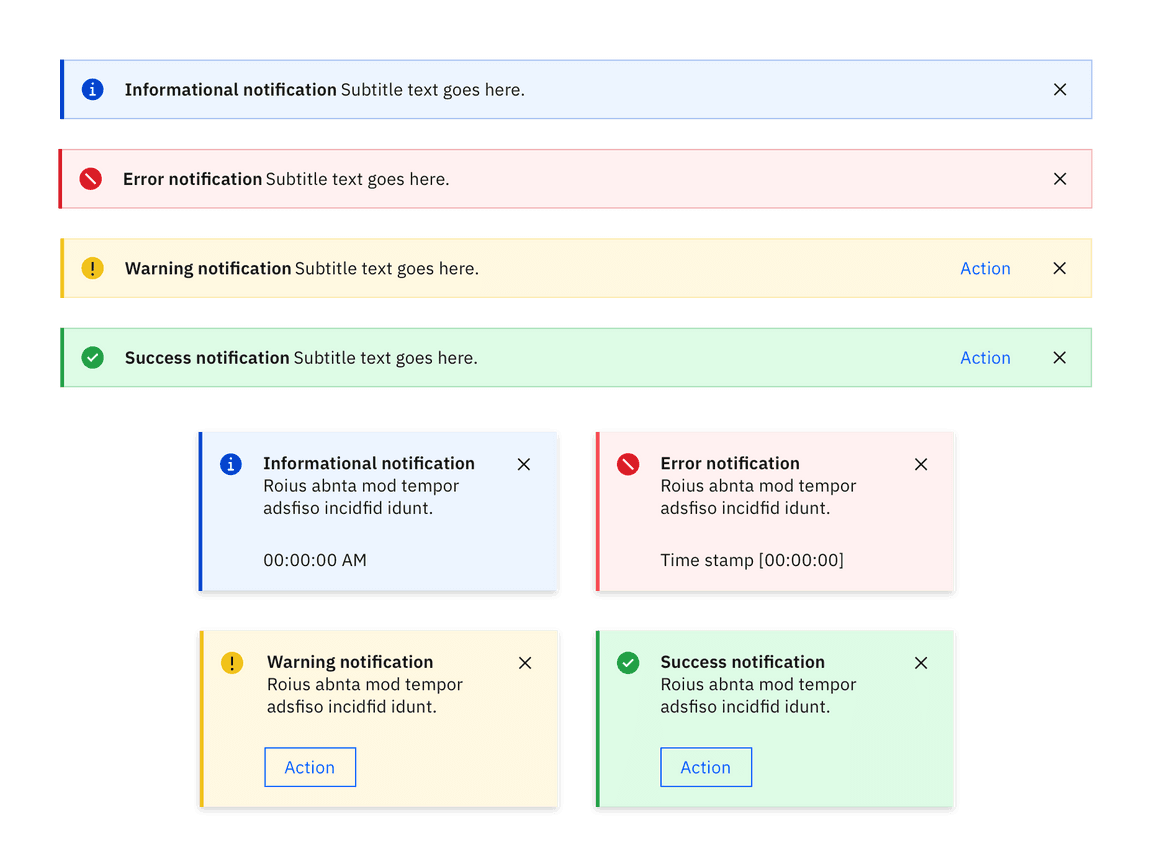 Informational notification Subtitle text goes here.
Error notification Subtitle text goes here.
Warning notification Subtitle text goes here. Action
Success notification Subtitle text goes here. Action
Informational notification
Roius abnta mod tempor
adsfiso incidfid idunt.
00:00:00 AM
Error notification
Roius abnta mod tempor
adsfiso incidfid idunt.
Time stamp [00:00:00]
Warning notification
Roius abnta mod tempor
adsfiso incidfid idunt.
Action
Success notification
Roius abnta mod tempor
adsfiso incidfid idunt.
Action